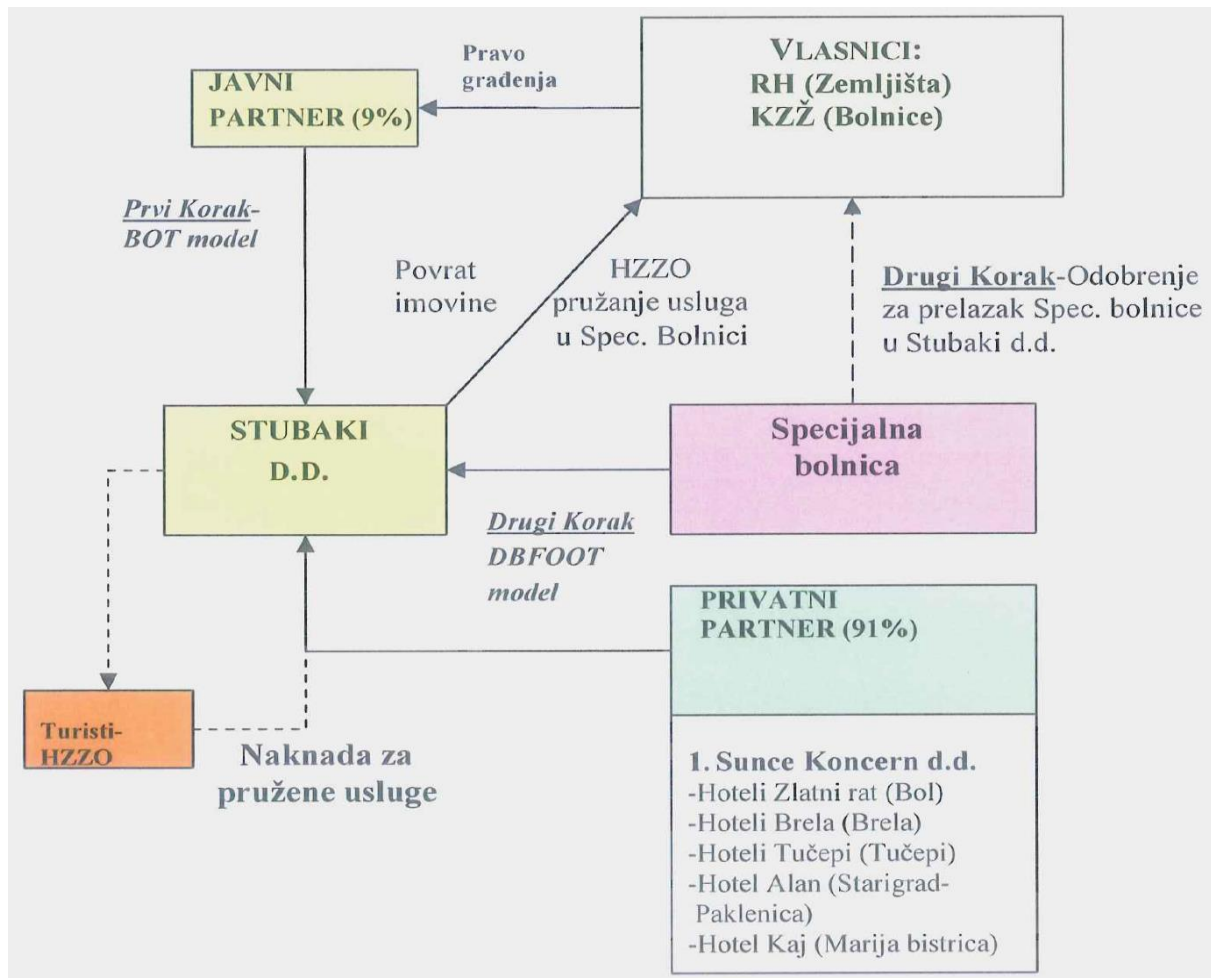 JAVNI
PARTNER (9%)
Pravo
građenja
VLASNICI:
RH (Zemljišta)
KZŽ (Bolnice)
Prvi Korak-
BOT model
Povrat
imovine
HZZO
pružanje usluga
u Spec. Bolnici
Drugi Korak-Odobrenje
za prelazak Spec. bolnice
u Stubaki d.d.
STUBAKI
D.D.
Specijalna
bolnica
Drugi Korak
DBFOOT
model
PRIVATNI
PARTNER (91%)
Turisti-
HZZO
Naknada za
pružene usluge
1. Sunce Koncern d.d.
-Hoteli Zlatni rat (Bol)
-Hoteli Brela (Brela)
-Hoteli Tučepi (Tučepi)
-Hotel Alan (Starigrad-
Paklenica)
-Hotel Kaj (Marija bistrica)